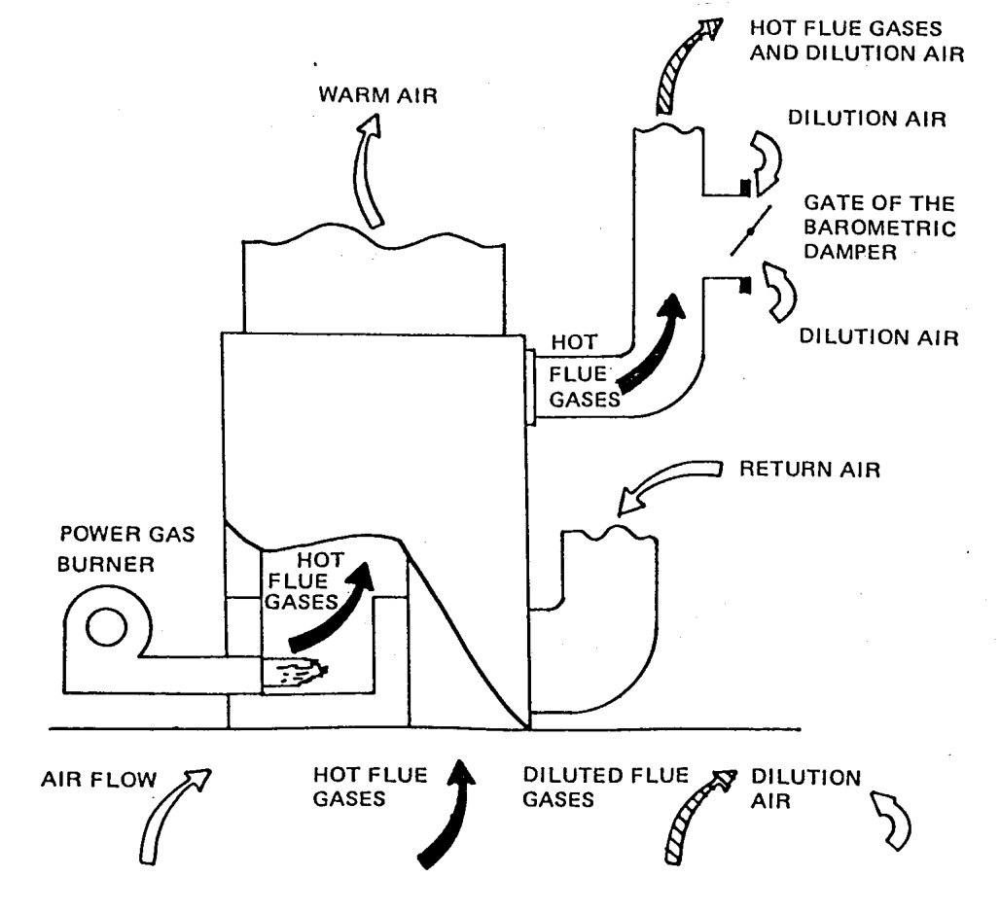 HOT FLUE GASES
AND DILUTION AIR
WARM AIR
DILUTION AIR
GATE OF THE
BAROMETRIC
DAMPER
DILUTION AIR
HOT
FLUE
GASES
RETURN AIR
POWER GAS
BURNER
HOT
FLUE
GASES
AIR FLOW
HOT FLUE
GASES
DILUTED FLUE
GASES
DILUTION
AIR